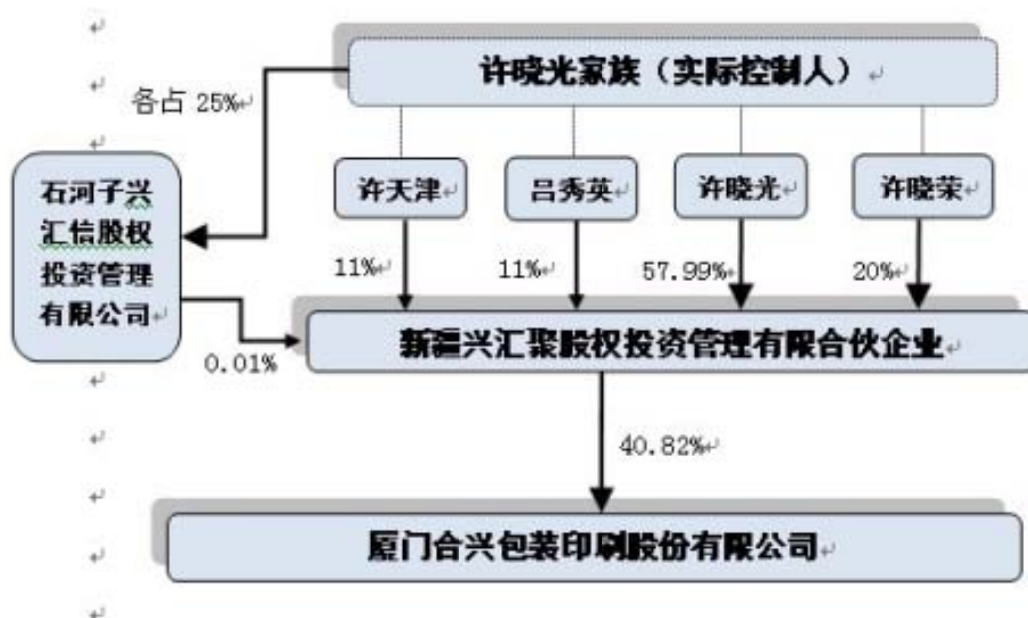 许晓光家族（实际控制人）
各占 25%
石河子兴
汇信股权
投资管理
有限公司
许天津
吕秀英
许晓光
许晓荣
11%
11%
57.99%
20%
新疆兴汇聚股权投资管理有限合伙企业
0.01%
40.82%
厦门合兴包装印刷股份有限公司